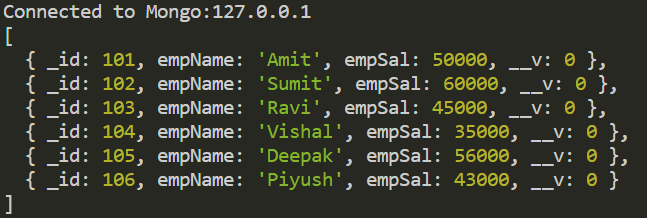 Connected to Mongo:127.0.0.1
[
  { _id: 101, empName: 'Amit', empSal: 50000, __v: 0 },
  { _id: 102, empName: 'Sumit', empSal: 60000, __v: 0 },
  { _id: 103, empName: 'Ravi', empSal: 45000, __v: 0 },
  { _id: 104, empName: 'Vishal', empSal: 35000, __v: 0 },
  { _id: 105, empName: 'Deepak', empSal: 56000, __v: 0 },
  { _id: 106, empName: 'Piyush', empSal: 43000, __v: 0 }
]